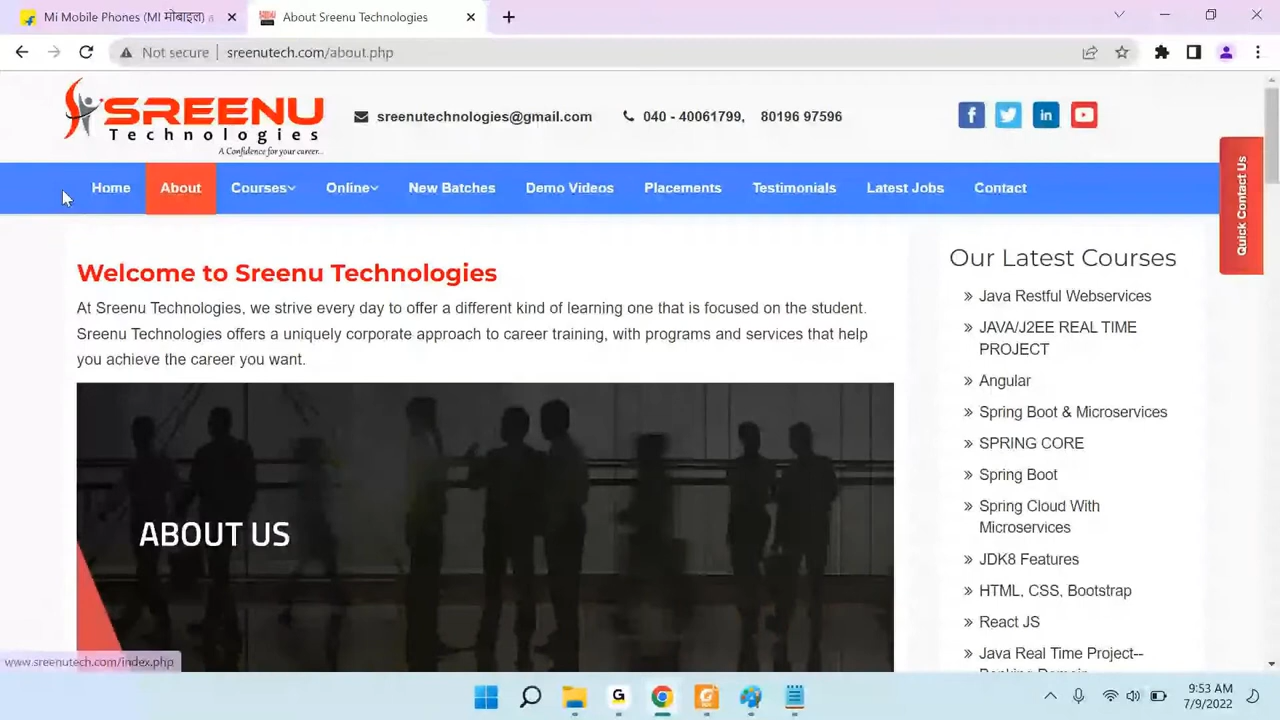 Mi Mobile Phones (MI मोबाइल)
About Sreenu Technologies
Not secure
sreenutech.com/about.php
SREENU
Technologies
A Confidence for your career...
sreenutechnologies@gmail.com
040 - 40061799, 80196 97596
Home
About
Courses
Online
New Batches
Demo Videos
Placements
Testimonials
Latest Jobs
Contact
Quick Contact Us
Welcome to Sreenu Technologies
At Sreenu Technologies, we strive every day to offer a different kind of learning one that is focused on the student.
Sreenu Technologies offers a uniquely corporate approach to career training, with programs and services that help
you achieve the career you want.
ABOUT US
Our Latest Courses
Java Restful Webservices
JAVA/J2EE REAL TIME
PROJECT
Angular
Spring Boot & Microservices
SPRING CORE
Spring Boot
Spring Cloud With
Microservices
JDK8 Features
HTML, CSS, Bootstrap
React JS
Java Real Time Project--
Banking Domain
www.sreenutech.com/index.php
9:53 AM
7/9/2022